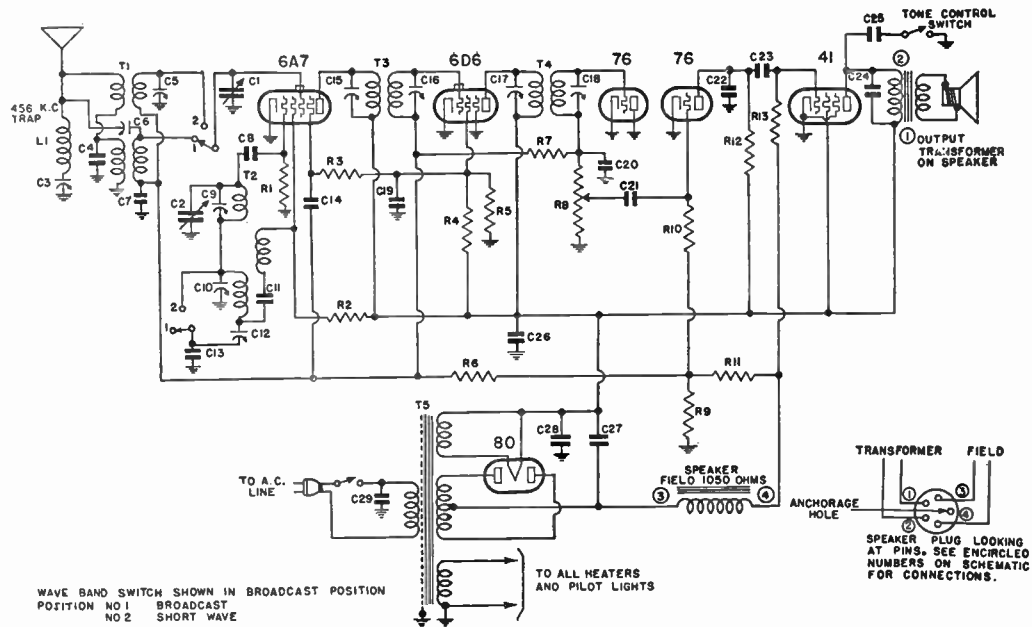 C25
TONE CONTROL
SWITCH
T1
6A7
T3
6D6
T4
76
76
C23
41
C5
C1
C15
C16
C17
C18
C22
C24
②
456 K.C.
TRAP
C6
2
1
L1
C4
C8
R3
R7
C20
R12
R13
① OUTPUT
TRANSFORMER
ON SPEAKER
C3
C7
T2
C2
C9
R1
C14
C19
R4
R5
R8
C21
R10
C10
C11
2
1
C12
C13
R2
C26
R6
R11
T5
R9
80
C28
C27
TO A.C.
LINE
C29
SPEAKER
FIELD 1050 OHMS
③ ④
TRANSFORMER FIELD
① ③
ANCHORAGE
HOLE
④
②
SPEAKER PLUG LOOKING
AT PINS. SEE ENCIRCLED
NUMBERS ON SCHEMATIC
FOR CONNECTIONS.
TO ALL HEATERS
AND PILOT LIGHTS
WAVE BAND SWITCH SHOWN IN BROADCAST POSITION
POSITION NO 1 BROADCAST
NO 2 SHORT WAVE